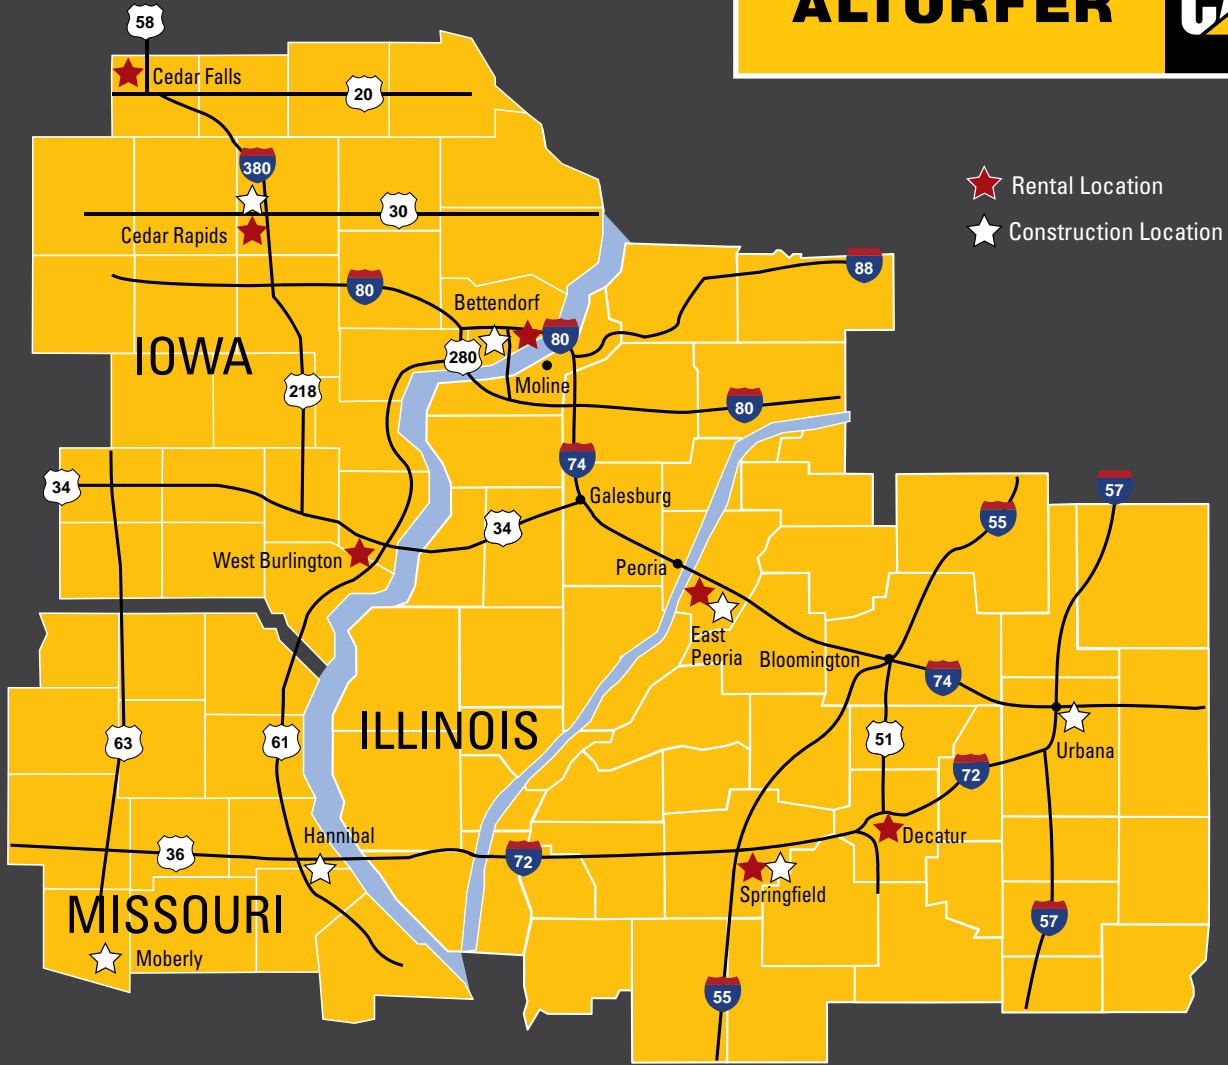 ALTORFER
58
Cedar Falls
20
380
Rental Location
30
Construction Location
Cedar Rapids
88
80
Bettendorf
80
IOWA
280
Moline
218
80
74
34
57
Galesburg
55
34
West Burlington
Peoria
East
Peoria
Bloomington
74
ILLINOIS
63
61
51
Urbana
72
Hannibal
Decatur
36
72
Springfield
MISSOURI
57
Moberly
55